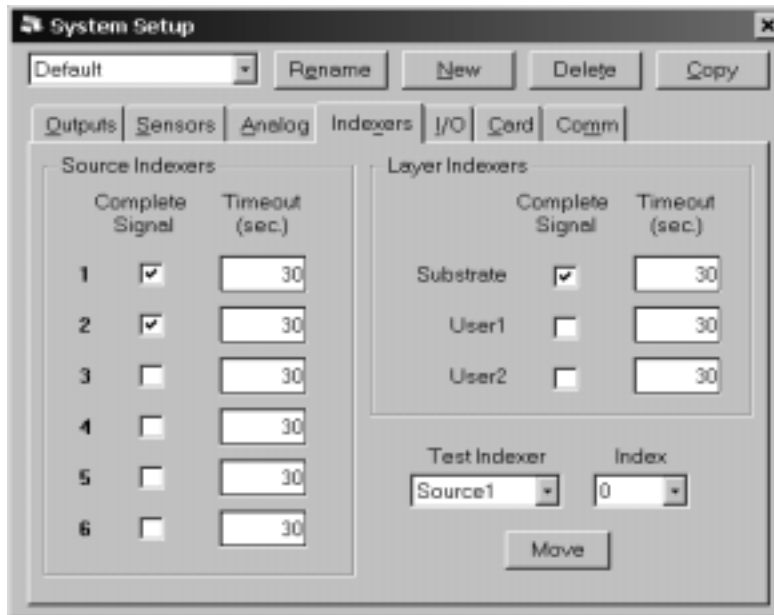 System Setup
Default Rename New Delete Copy
Outputs Sensors Analog Indexers I/O Card Comm
Source Indexers
Complete Signal Timeout (sec.)
1 30
2 30
3 30
4 30
5 30
6 30
Layer Indexers
Complete Signal Timeout (sec.)
Substrate 30
User1 30
User2 30
Test Indexer Index
Source1 0
Move